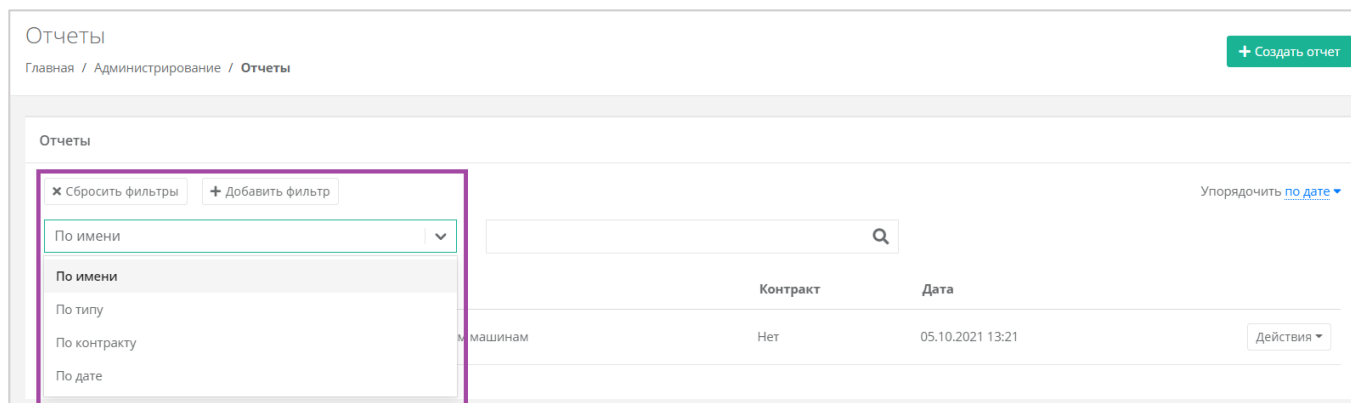 Отчеты
Главная / Администрирование / Отчеты
+ Создать отчет
Отчеты
× Сбросить фильтры
+ Добавить фильтр
Упорядочить по дате
По имени
По имени
По типу
По контракту
По дате
Контракт
Дата
машинам
Нет
05.10.2021 13:21
Действия